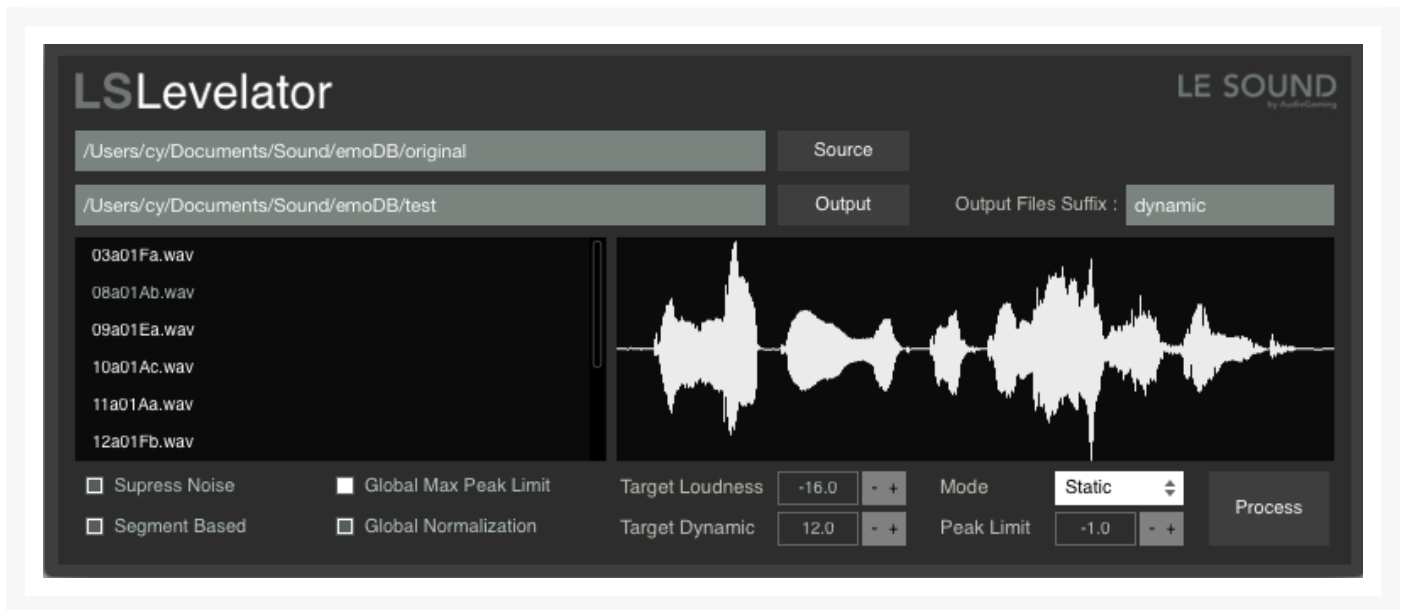 LSLevelator
LE SOUND
by AudioGaming
/Users/cy/Documents/Sound/emoDB/original
Source
/Users/cy/Documents/Sound/emoDB/test
Output
Output Files Suffix :
dynamic
03a01Fa.wav
08a01Ab.wav
09a01Ea.wav
10a01Ac.wav
11a01Aa.wav
12a01Fb.wav
Supress Noise
Global Max Peak Limit
Target Loudness
-16.0
- +
Mode
Static
Process
Segment Based
Global Normalization
Target Dynamic
12.0
- +
Peak Limit
-1.0
- +